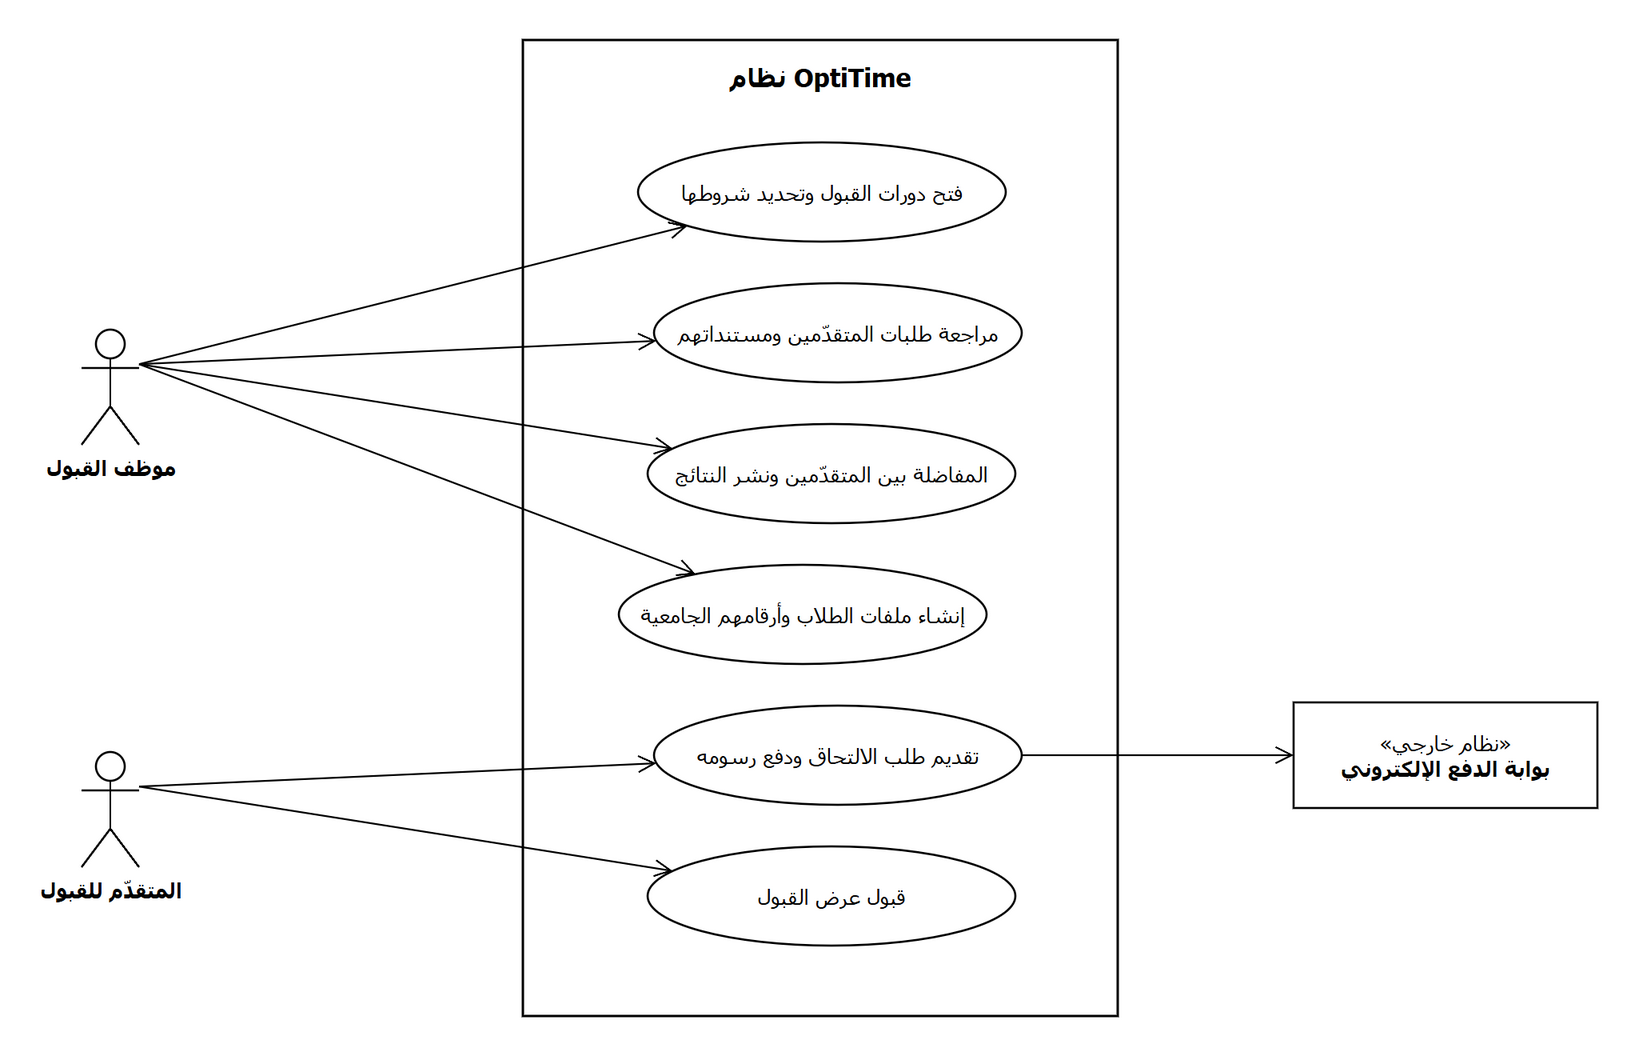 نظام OptiTime
فتح دورات القبول وتحديد شروطها
مراجعة طلبات المتقدّمين ومستنداتهم
موظف القبول
المفاضلة بين المتقدّمين ونشر النتائج
إنشاء ملفات الطلاب وأرقامهم الجامعية
تقديم طلب الالتحاق ودفع رسومه
«نظام خارجي»
بوابة الدفع الإلكتروني
المتقدّم للقبول
قبول عرض القبول